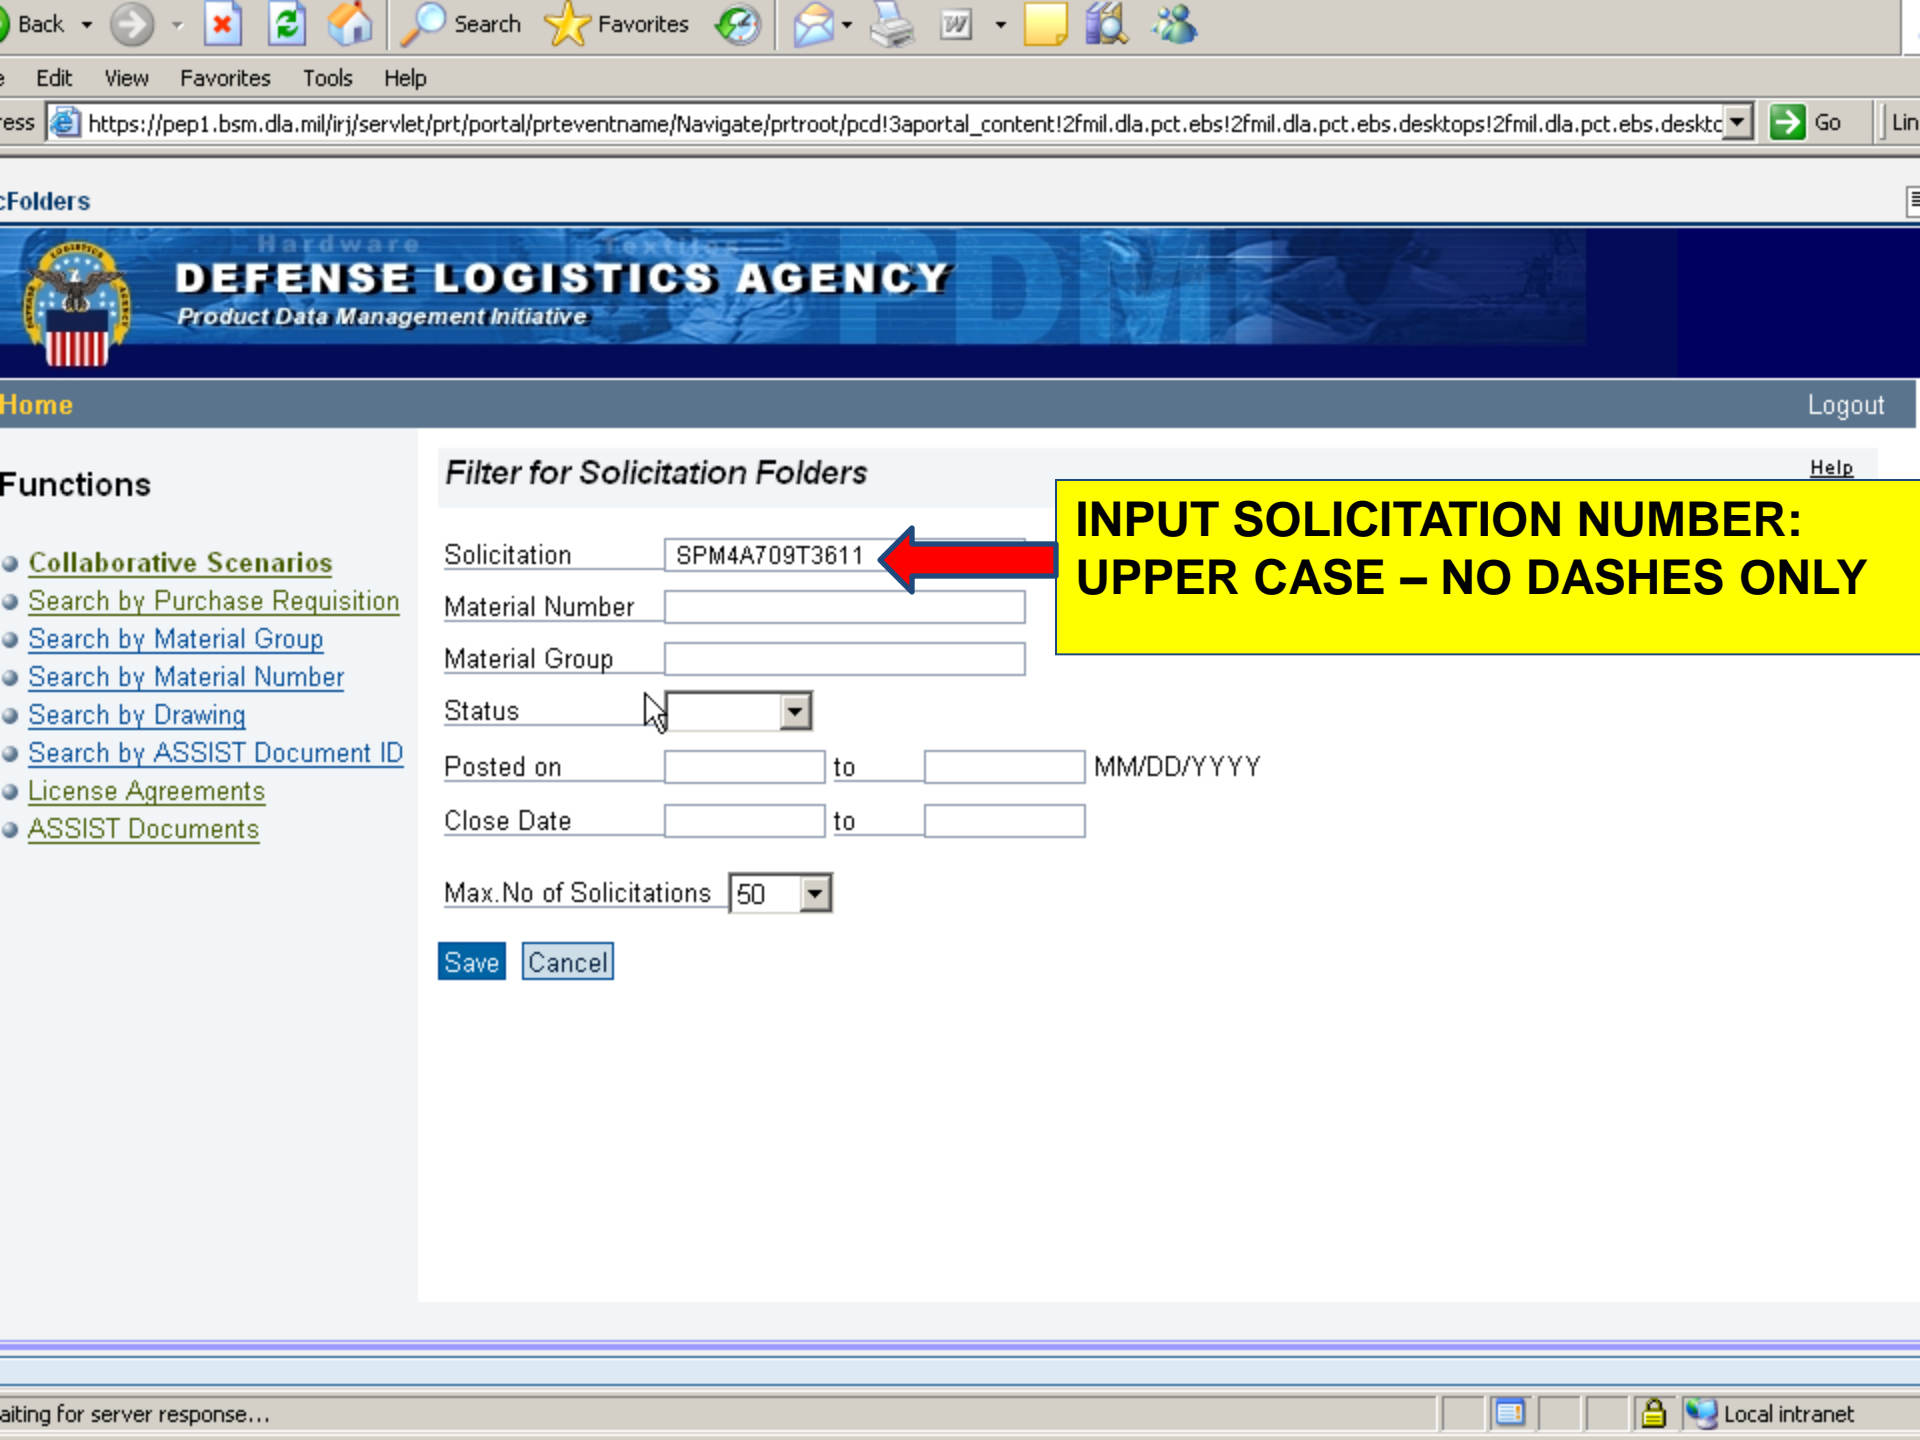 Back
Search
Favorites
Edit View Favorites Tools Help
ress https://pep1.bsm.dla.mil/irj/servlet/prt/portal/prteventname/Navigate/prtroot/pcd!3aportal_content!2fmil.dla.pct.ebs!2fmil.dla.pct.ebs.desktops!2fmil.dla.pct.ebs.deskto Go Lin
cFolders
Hardware Textiles
DEFENSE LOGISTICS AGENCY
Product Data Management Initiative
PDMI
Home Logout
Functions
Collaborative Scenarios
Search by Purchase Requisition
Search by Material Group
Search by Material Number
Search by Drawing
Search by ASSIST Document ID
License Agreements
ASSIST Documents
Filter for Solicitation Folders Help
Solicitation SPM4A709T3611
Material Number
Material Group
Status
Posted on to MM/DD/YYYY
Close Date to
Max.No of Solicitations 50
Save Cancel
INPUT SOLICITATION NUMBER:
UPPER CASE – NO DASHES ONLY
aiting for server response... Local intranet